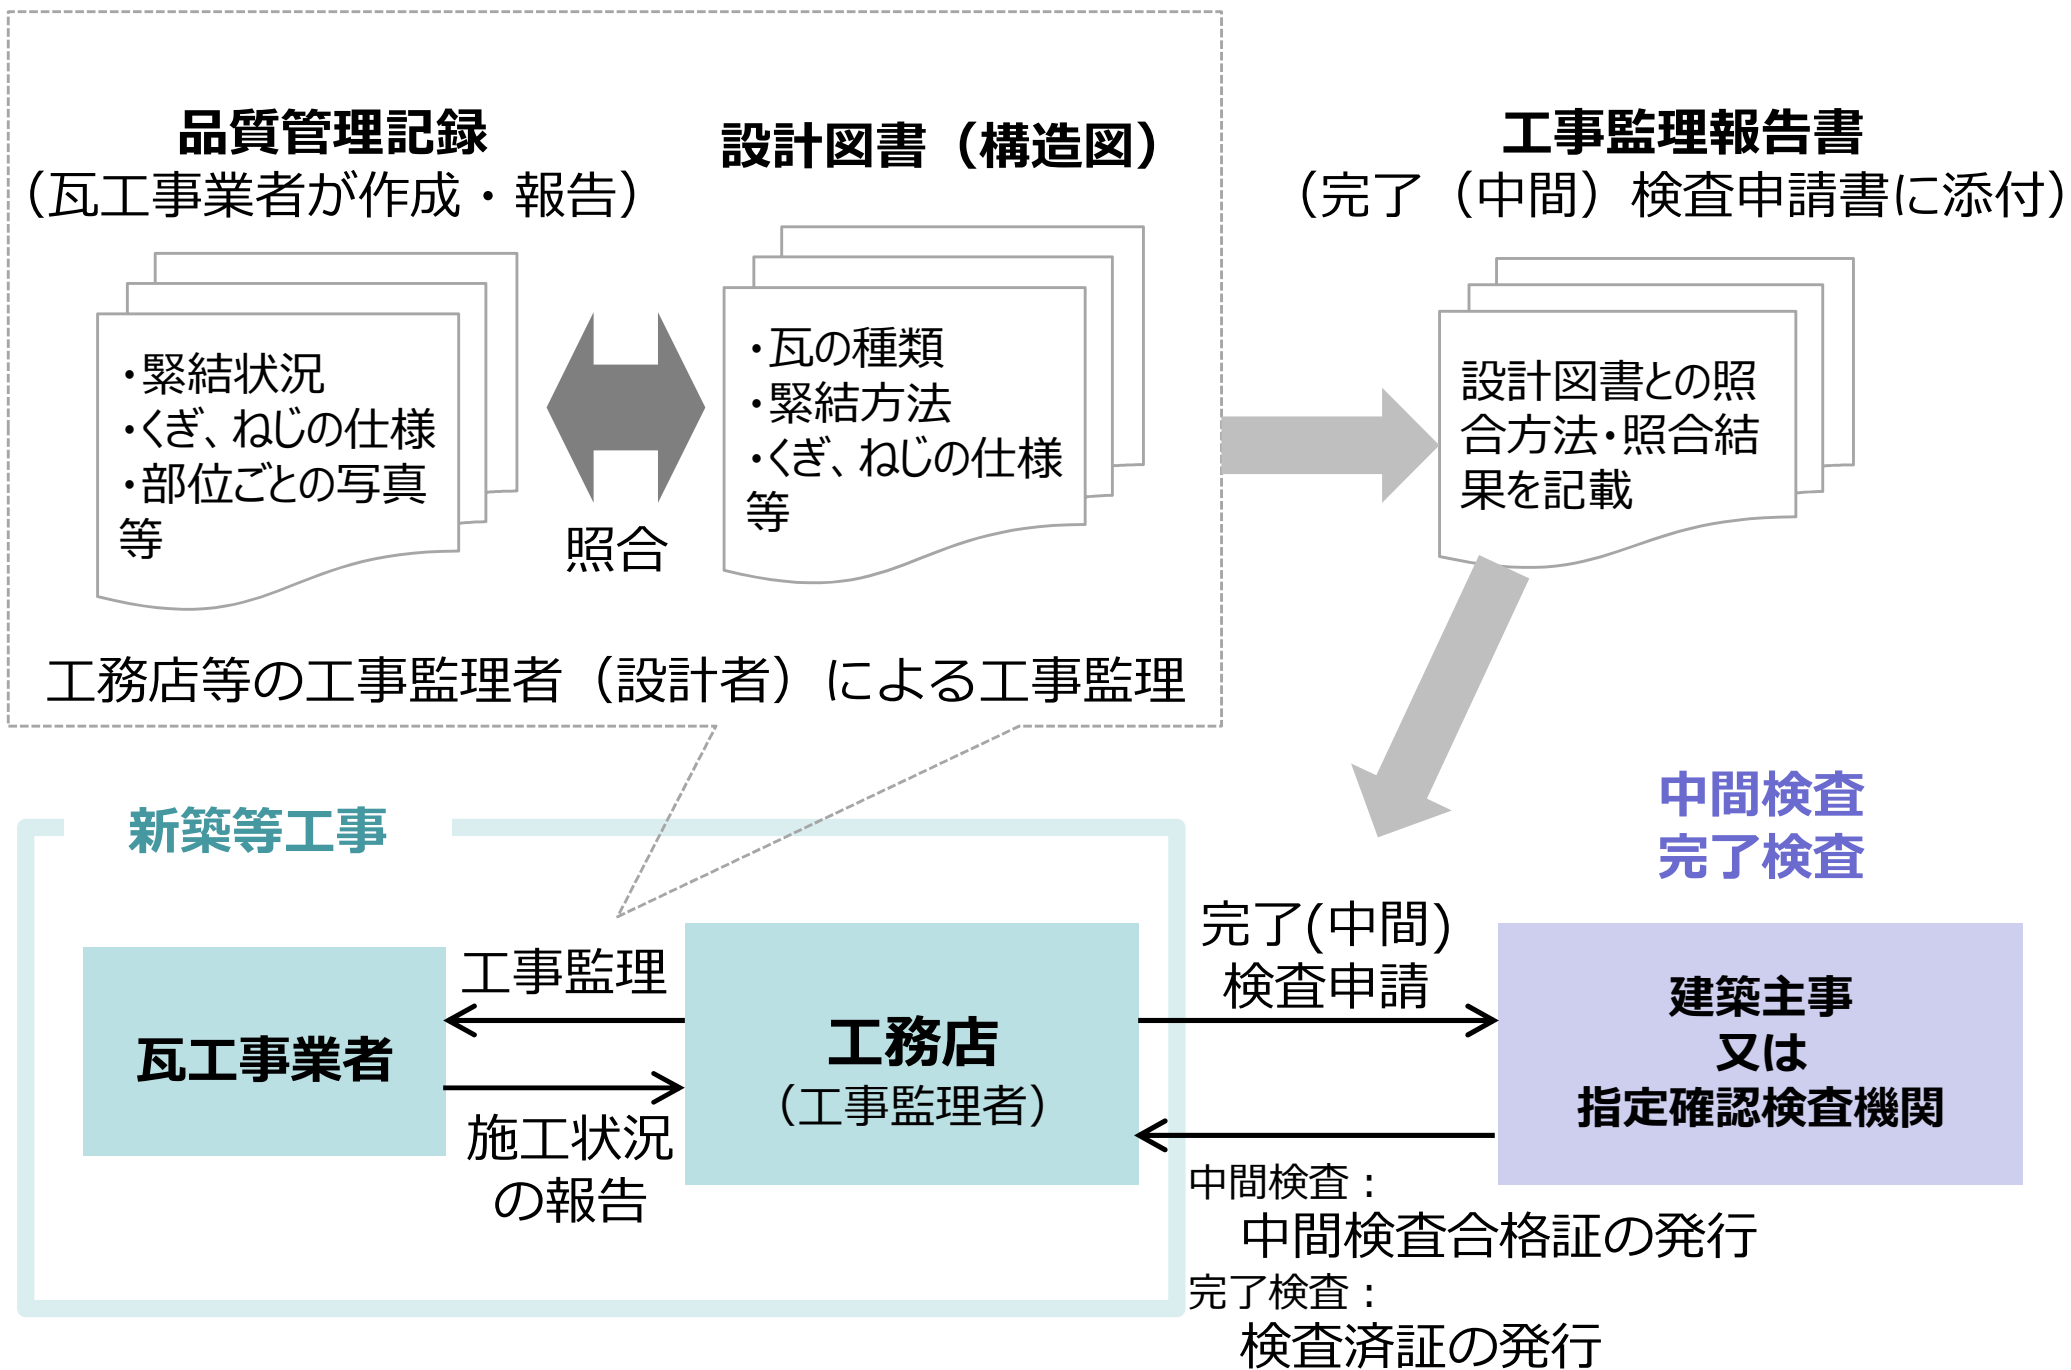 品質管理記録
（瓦工事業者が作成・報告）
・緊結状況
・くぎ、ねじの仕様
・部位ごとの写真
等
照合
設計図書（構造図）
・瓦の種類
・緊結方法
・くぎ、ねじの仕様
等
工務店等の工事監理者（設計者）による工事監理
工事監理報告書
（完了（中間）検査申請書に添付）
設計図書との照
合方法・照合結
果を記載
新築等工事
瓦工事業者
工事監理
施工状況
の報告
工務店
（工事監理者）
完了(中間)
検査申請
中間検査
完了検査
建築主事
又は
指定確認検査機関
中間検査：
中間検査合格証の発行
完了検査：
検査済証の発行